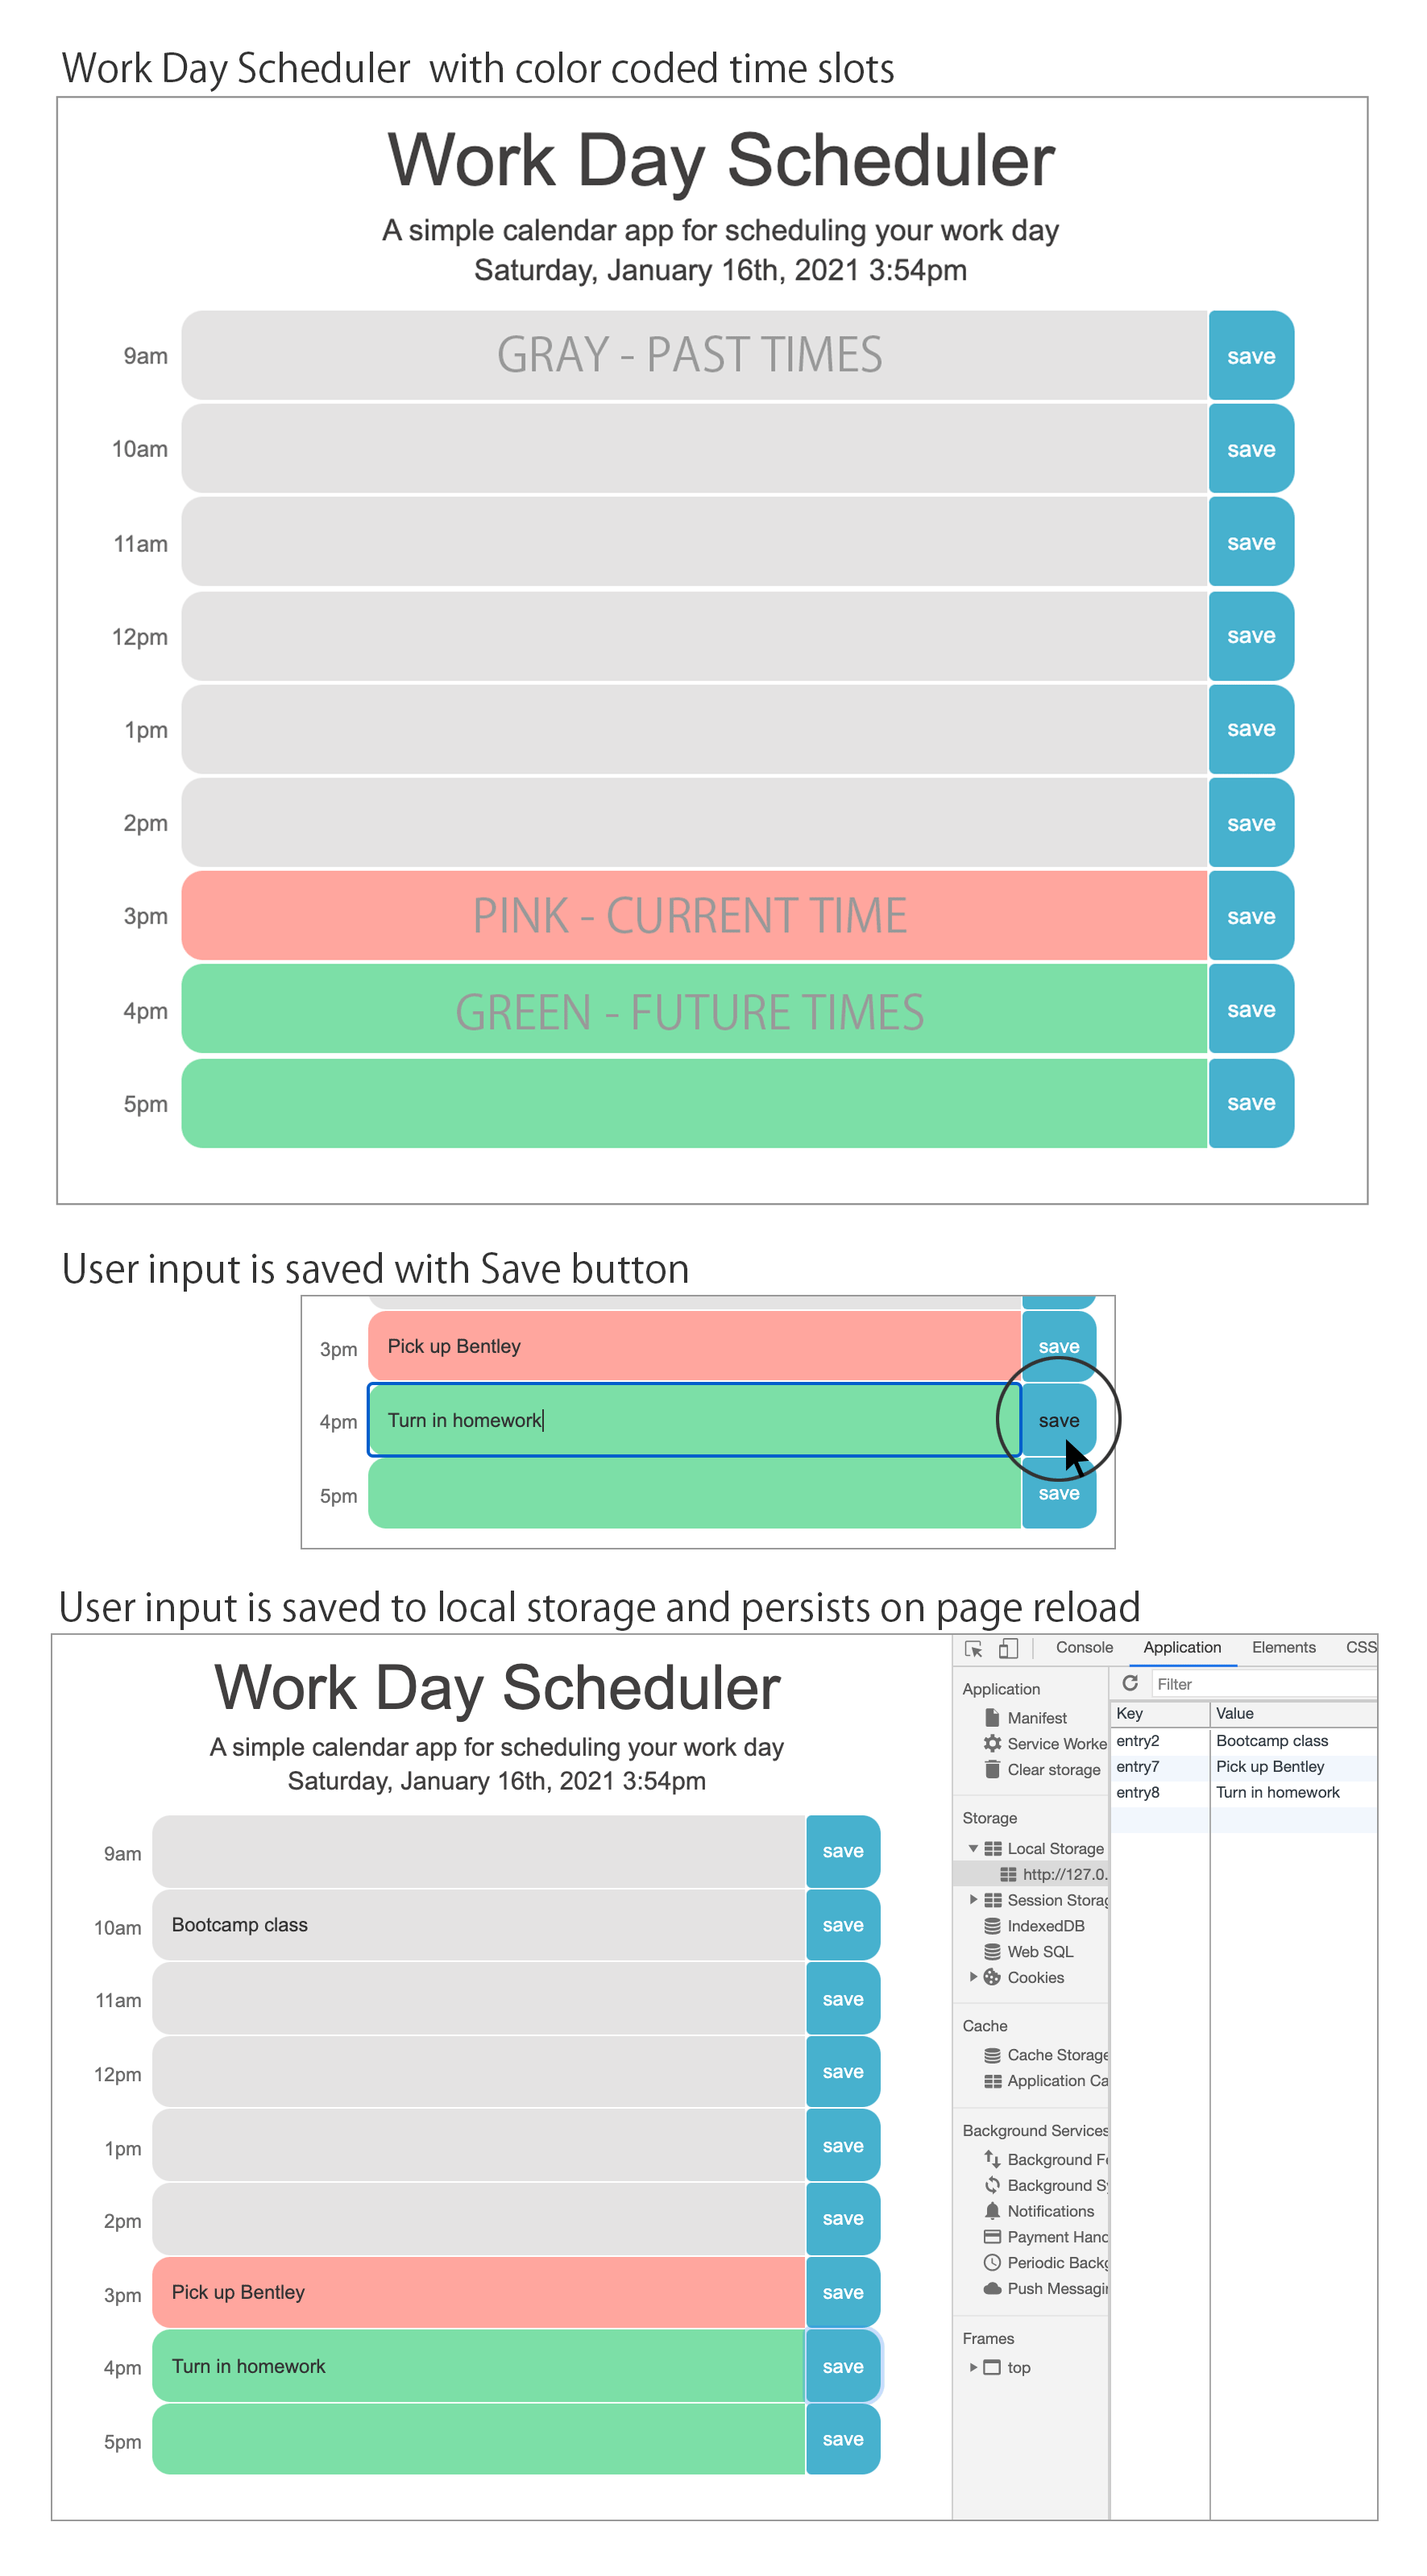 Work Day Scheduler with color coded time slots
Work Day Scheduler
A simple calendar app for scheduling your work day
Saturday, January 16th, 2021 3:54pm
9am GRAY - PAST TIMES save
10am save
11am save
12pm save
1pm save
2pm save
3pm PINK - CURRENT TIME save
4pm GREEN - FUTURE TIMES save
5pm save
User input is saved with Save button
3pm Pick up Bentley save
4pm Turn in homework save
5pm save
User input is saved to local storage and persists on page reload
Work Day Scheduler
A simple calendar app for scheduling your work day
Saturday, January 16th, 2021 3:54pm
9am save
10am Bootcamp class save
11am save
12pm save
1pm save
2pm save
3pm Pick up Bentley save
4pm Turn in homework save
5pm save
Console Application Elements CSS
Application
Manifest
Service Worke
Clear storage
Storage
Local Storage
http://127.0.
Session Storag
IndexedDB
Web SQL
Cookies
Cache
Cache Storage
Application Ca
Background Services
Background Fe
Background Sy
Notifications
Payment Hand
Periodic Backg
Push Messagin
Frames
top
Filter
Key Value
entry2 Bootcamp class
entry7 Pick up Bentley
entry8 Turn in homework